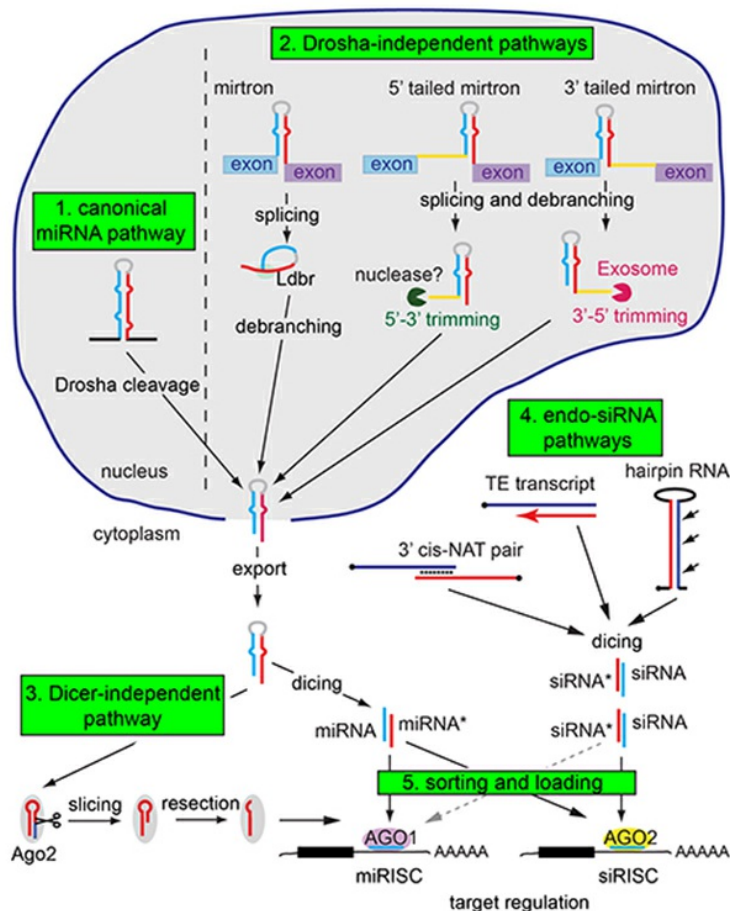 2. Drosha-independent pathways
mirtron
5' tailed mirtron
3' tailed mirtron
exon
exon
exon
exon
exon
exon
1. canonical
miRNA pathway
splicing
splicing and debranching
Ldbr
nuclease?
Exosome
debranching
5'-3' trimming
3'-5' trimming
Drosha cleavage
nucleus
cytoplasm
export
4. endo-siRNA
pathways
TE transcript
hairpin RNA
3' cis-NAT pair
dicing
siRNA*
siRNA
3. Dicer-independent
pathway
dicing
miRNA
miRNA*
siRNA*
siRNA
5. sorting and loading
Ago2
slicing
resection
AGO1
AAAAA
miRISC
AGO2
AAAAA
siRISC
target regulation